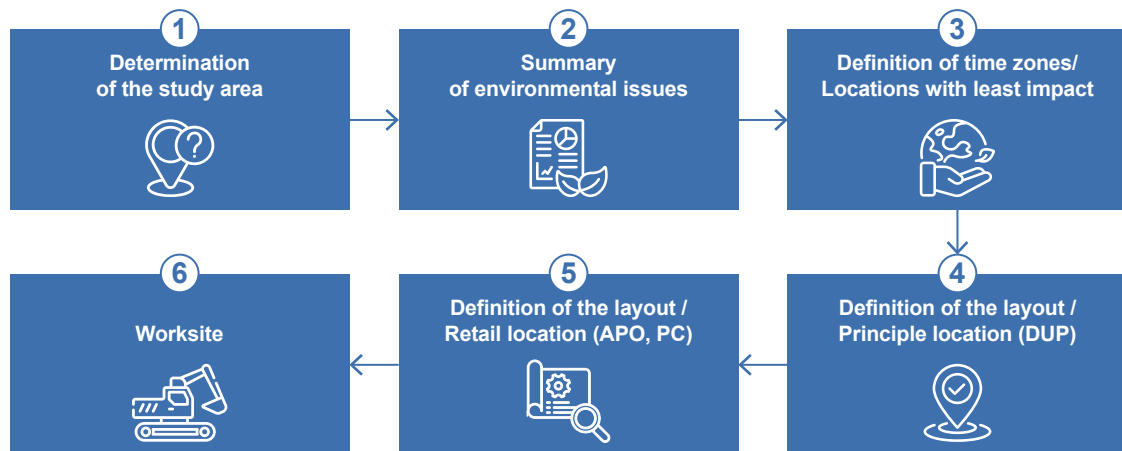 1
Determination
of the study area
?
2
Summary
of environmental issues
3
Definition of time zones/
Locations with least impact
4
Definition of the layout /
Principle location (DUP)
5
Definition of the layout /
Retail location (APO, PC)
6
Worksite